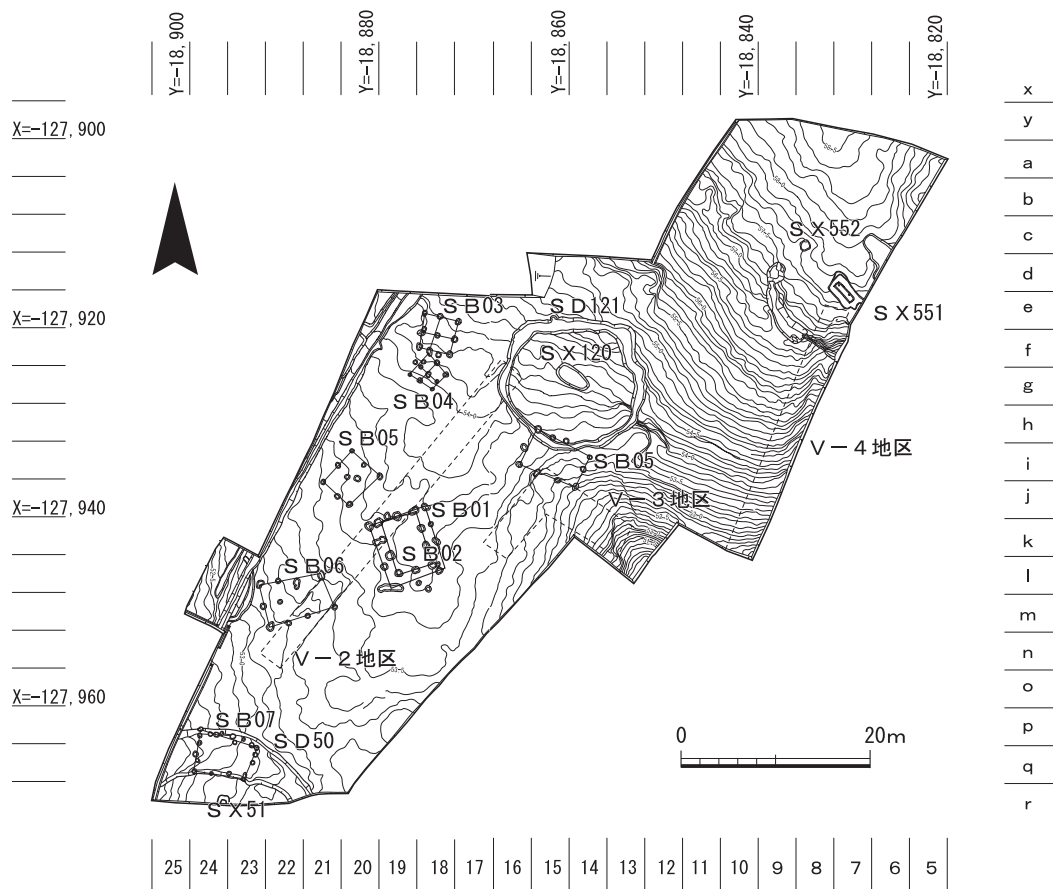 Y=-18,900
Y=-18,880
Y=-18,860
Y=-18,840
Y=-18,820
X=-127,900
X=-127,920
X=-127,940
X=-127,960
x
y
a
b
c
d
e
f
g
h
i
j
k
l
m
n
o
p
q
r
ＳＸ552
ＳＸ551
ＳＢ03
ＳＤ121
ＳＸ120
ＳＢ04
ＳＢ05
ＳＢ05
Ⅴ－4地区
Ⅴ－3地区
ＳＢ01
ＳＢ02
ＳＢ06
Ⅴ－2地区
ＳＢ07
ＳＤ50
ＳＸ51
0 20m
25 24 23 22 21 20 19 18 17 16 15 14 13 12 11 10 9 8 7 6 5